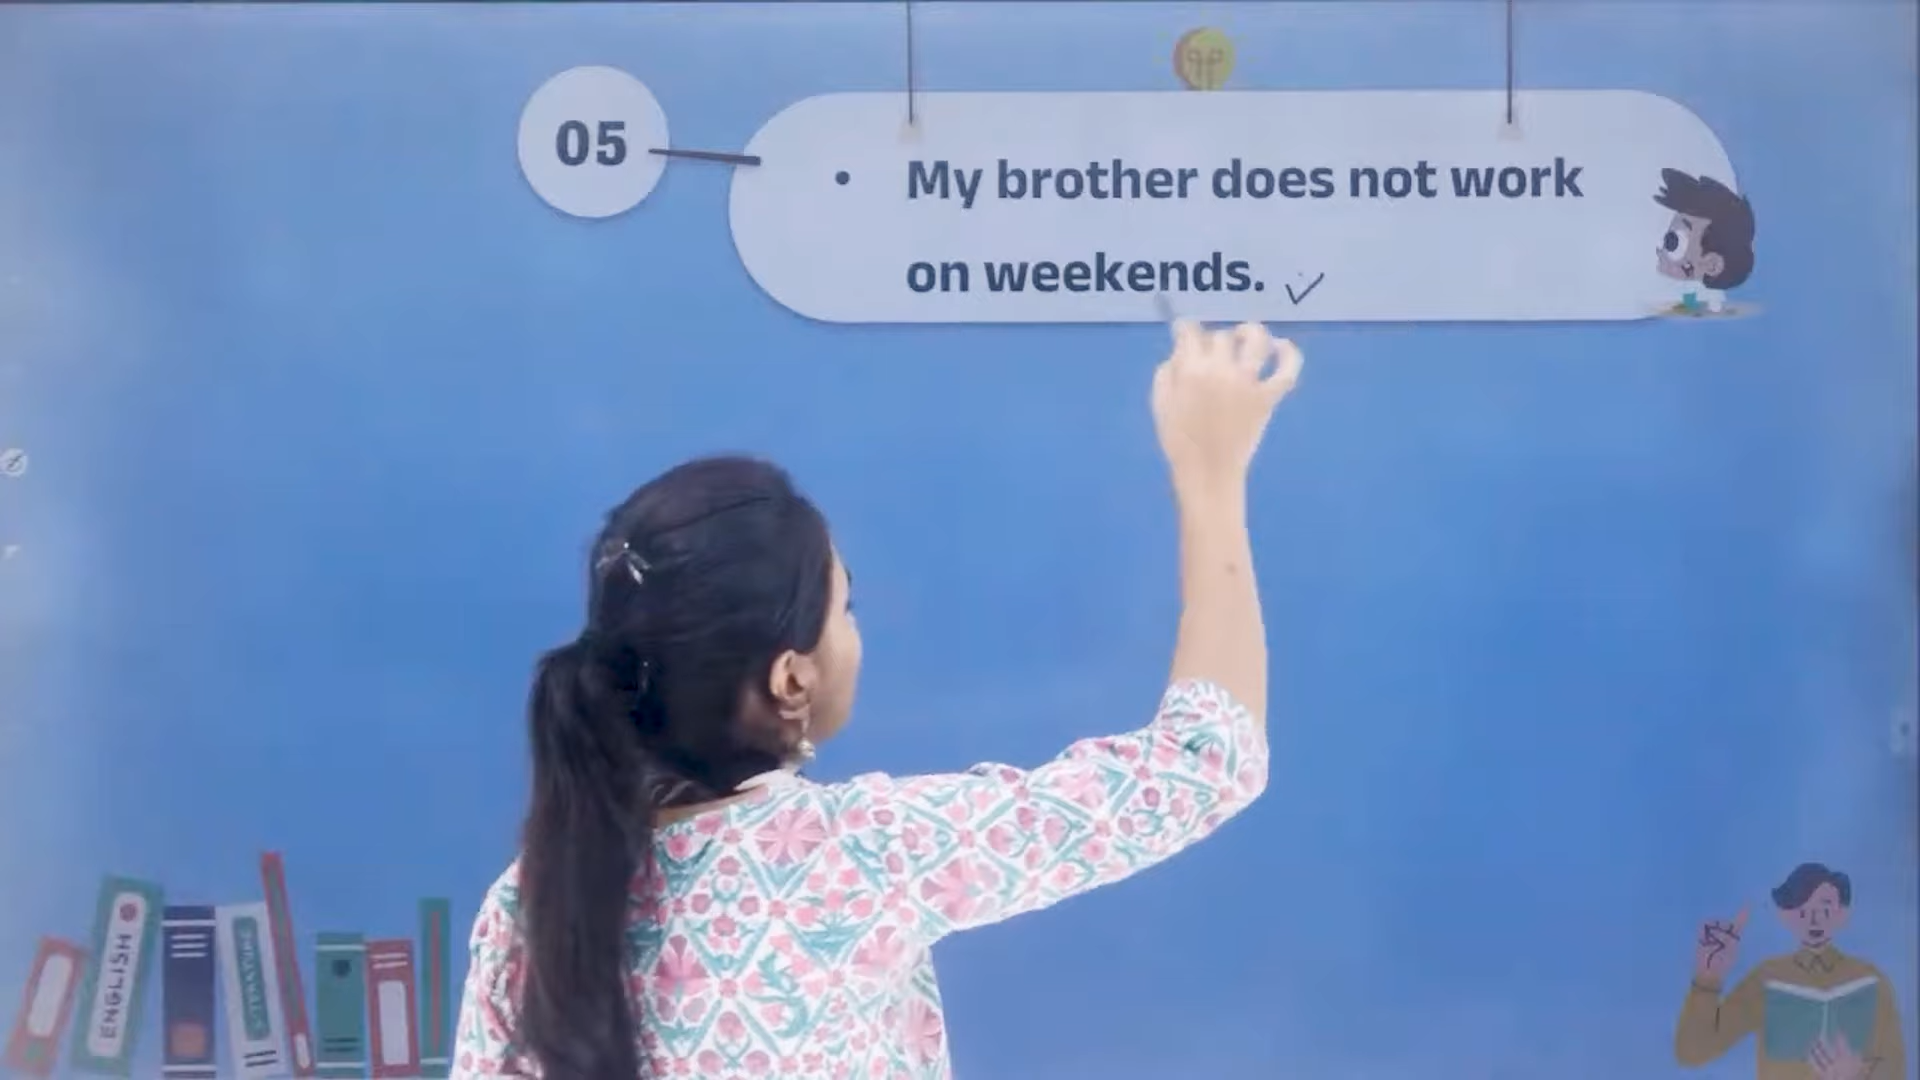 05
• My brother does not work
on weekends. ✓
ENGLISH